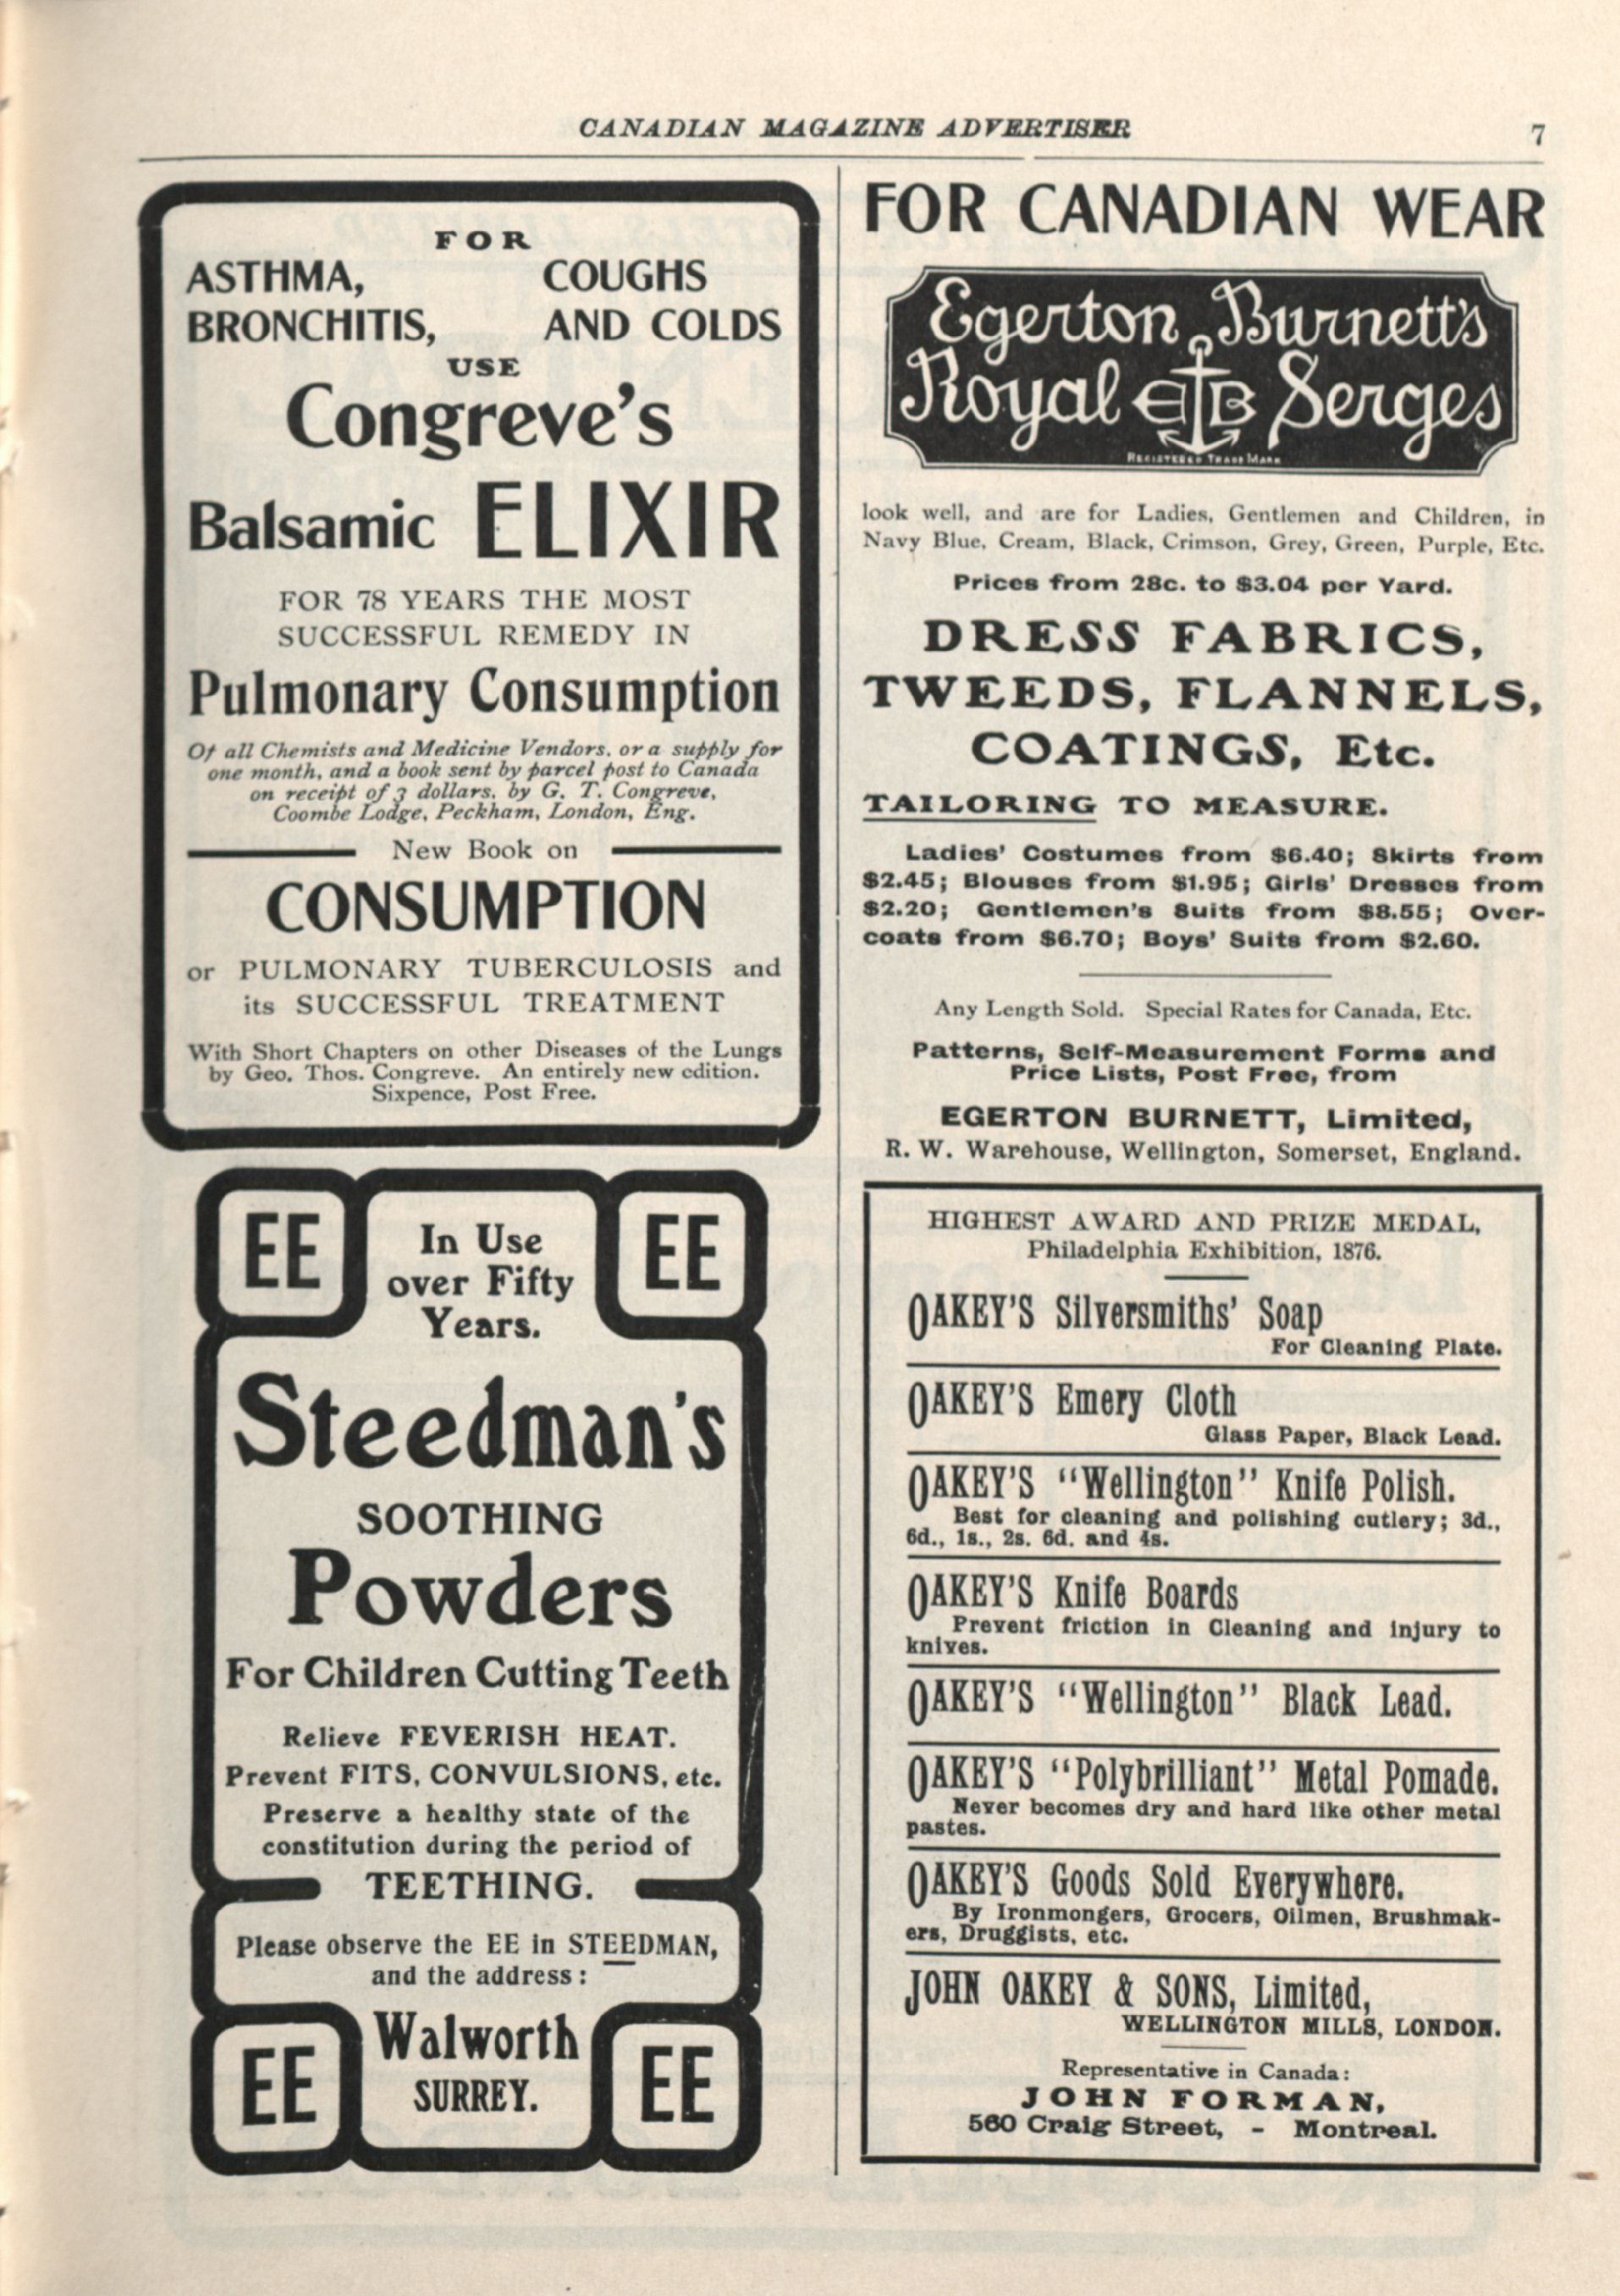 CANADIAN MAGAZINE ADVERTISER
7
FOR
ASTHMA, COUGHS
BRONCHITIS, AND COLDS
USE
Congreve's
Balsamic ELIXIR
FOR 78 YEARS THE MOST
SUCCESSFUL REMEDY IN
Pulmonary Consumption
Of all Chemists and Medicine Vendors, or a supply for
one month, and a book sent by parcel post to Canada
on receipt of 3 dollars, by G. T. Congreve,
Coombe Lodge, Peckham, London, Eng.
New Book on
CONSUMPTION
or PULMONARY TUBERCULOSIS and
its SUCCESSFUL TREATMENT
With Short Chapters on other Diseases of the Lungs
by Geo. Thos. Congreve. An entirely new edition.
Sixpence, Post Free.
EE
In Use
over Fifty
Years.
EE
Steedman's
SOOTHING
Powders
For Children Cutting Teeth
Relieve FEVERISH HEAT.
Prevent FITS, CONVULSIONS, etc.
Preserve a healthy state of the
constitution during the period of
TEETHING.
Please observe the EE in STEEDMAN,
and the address:
EE
Walworth
SURREY.
EE
FOR CANADIAN WEAR
Egerton Burnett's
Royal EB Serges
REGISTERED TRADE MARK
look well, and are for Ladies, Gentlemen and Children, in
Navy Blue, Cream, Black, Crimson, Grey, Green, Purple, Etc.
Prices from 28c. to $3.04 per Yard.
DRESS FABRICS,
TWEEDS, FLANNELS,
COATINGS, Etc.
TAILORING TO MEASURE.
Ladies' Costumes from $6.40; Skirts from
$2.45; Blouses from $1.95; Girls' Dresses from
$2.20; Gentlemen's Suits from $8.55; Over-
coats from $6.70; Boys' Suits from $2.60.
Any Length Sold. Special Rates for Canada, Etc.
Patterns, Self-Measurement Forms and
Price Lists, Post Free, from
EGERTON BURNETT, Limited,
R. W. Warehouse, Wellington, Somerset, England.
HIGHEST AWARD AND PRIZE MEDAL,
Philadelphia Exhibition, 1876.
OAKEY'S Silversmiths' Soap
For Cleaning Plate.
OAKEY'S Emery Cloth
Glass Paper, Black Lead.
OAKEY'S "Wellington" Knife Polish.
Best for cleaning and polishing cutlery; 3d.,
6d., 1s., 2s. 6d. and 4s.
OAKEY'S Knife Boards
Prevent friction in Cleaning and injury to
knives.
OAKEY'S "Wellington" Black Lead.
OAKEY'S "Polybrilliant" Metal Pomade.
Never becomes dry and hard like other metal
pastes.
OAKEY'S Goods Sold Everywhere.
By Ironmongers, Grocers, Oilmen, Brushmak-
ers, Druggists, etc.
JOHN OAKEY & SONS, Limited,
WELLINGTON MILLS, LONDON.
Representative in Canada:
JOHN FORMAN,
560 Craig Street, - Montreal.